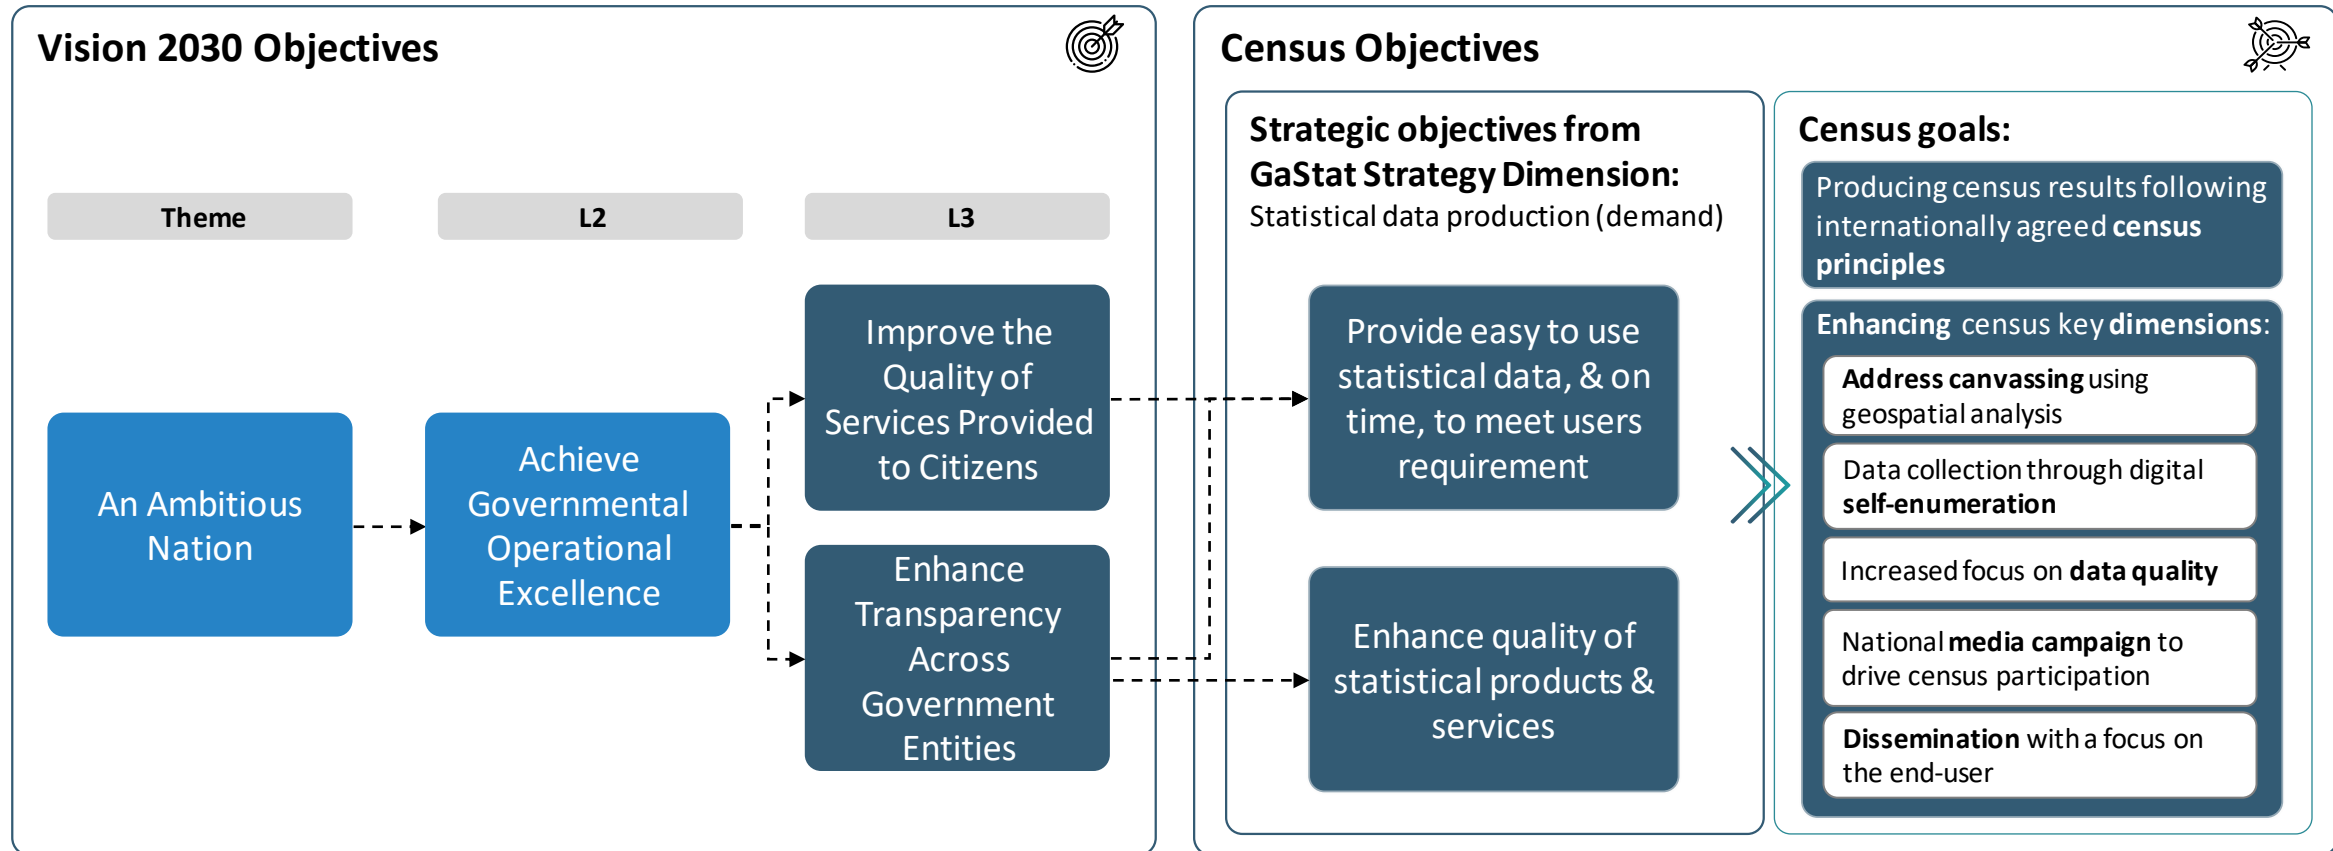 Vision 2030 Objectives
Theme
L2
L3
An Ambitious
Nation
Achieve
Governmental
Operational
Excellence
Improve the
Quality of
Services Provided
to Citizens
Enhance
Transparency
Across
Government
Entities
Census Objectives
Strategic objectives from
GaStat Strategy Dimension:
Statistical data production (demand)
Provide easy to use
statistical data, & on
time, to meet users
requirement
Enhance quality of
statistical products &
services
Census goals:
Producing census results following
internationally agreed census
principles
Enhancing census key dimensions:
Address canvassing using
geospatial analysis
Data collection through digital
self-enumeration
Increased focus on data quality
National media campaign to
drive census participation
Dissemination with a focus on
the end-user